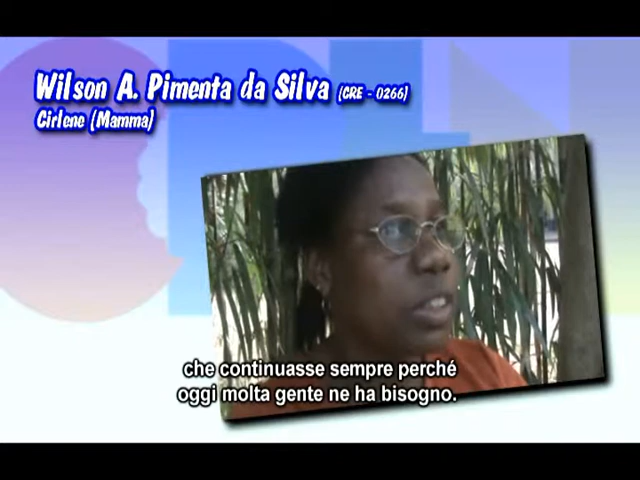 Wilson A. Pimenta da Silva (CRE - 0266)
Cirlene (Mamma)
che continuasse sempre perché
oggi molta gente ne ha bisogno.